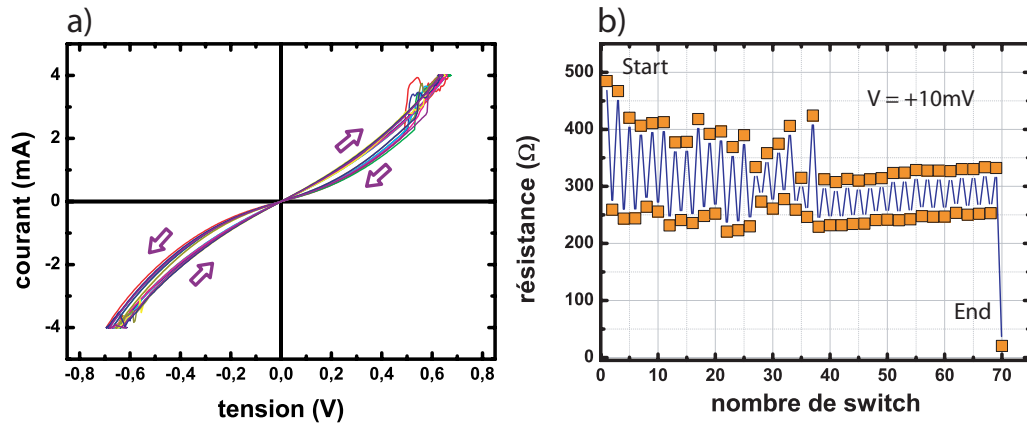 a)
courant (mA)
4
2
0
-2
-4
-0,8 -0,6 -0,4 -0,2 0,0 0,2 0,4 0,6 0,8
tension (V)
b)
résistance (Ω)
500
400
300
200
100
0
Start
V = +10mV
End
0 10 20 30 40 50 60 70
nombre de switch